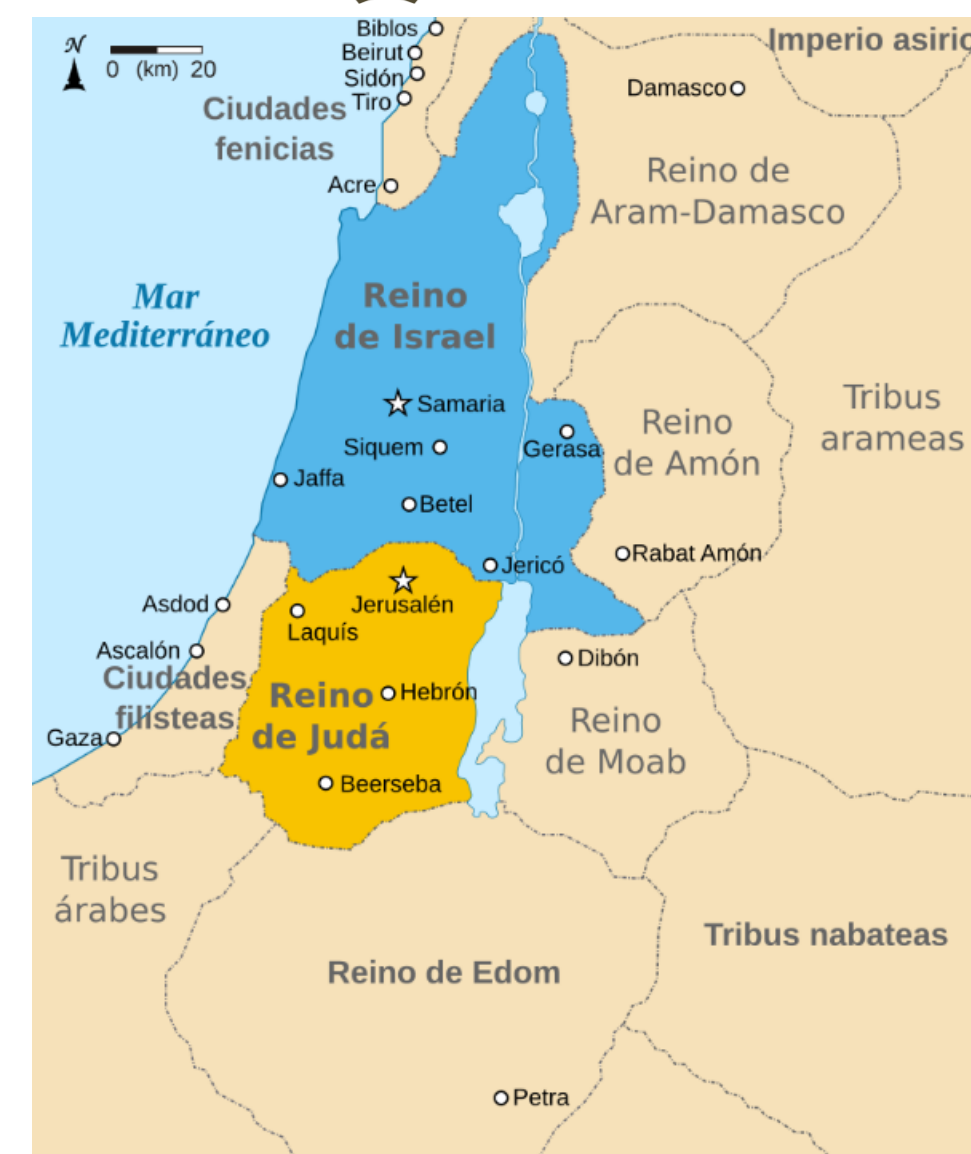 Biblos
N
Beirut
0 (km) 20
Sidón
Tiro
Ciudades
fenicias
Imperio asirio
Damasco
Acre
Reino de
Aram-Damasco
Mar
Mediterráneo
Reino
de Israel
Samaria
Siquem
Gerasa
Jaffa
Betel
Reino
de Amón
Tribus
arameas
Jericó
Rabat Amón
Asdod
Jerusalén
Laquís
Ascalón
Ciudades
filisteas
Gaza
Reino
de Judá
Hebrón
Beerseba
Dibón
Reino
de Moab
Tribus
árabes
Tribus nabateas
Reino de Edom
Petra